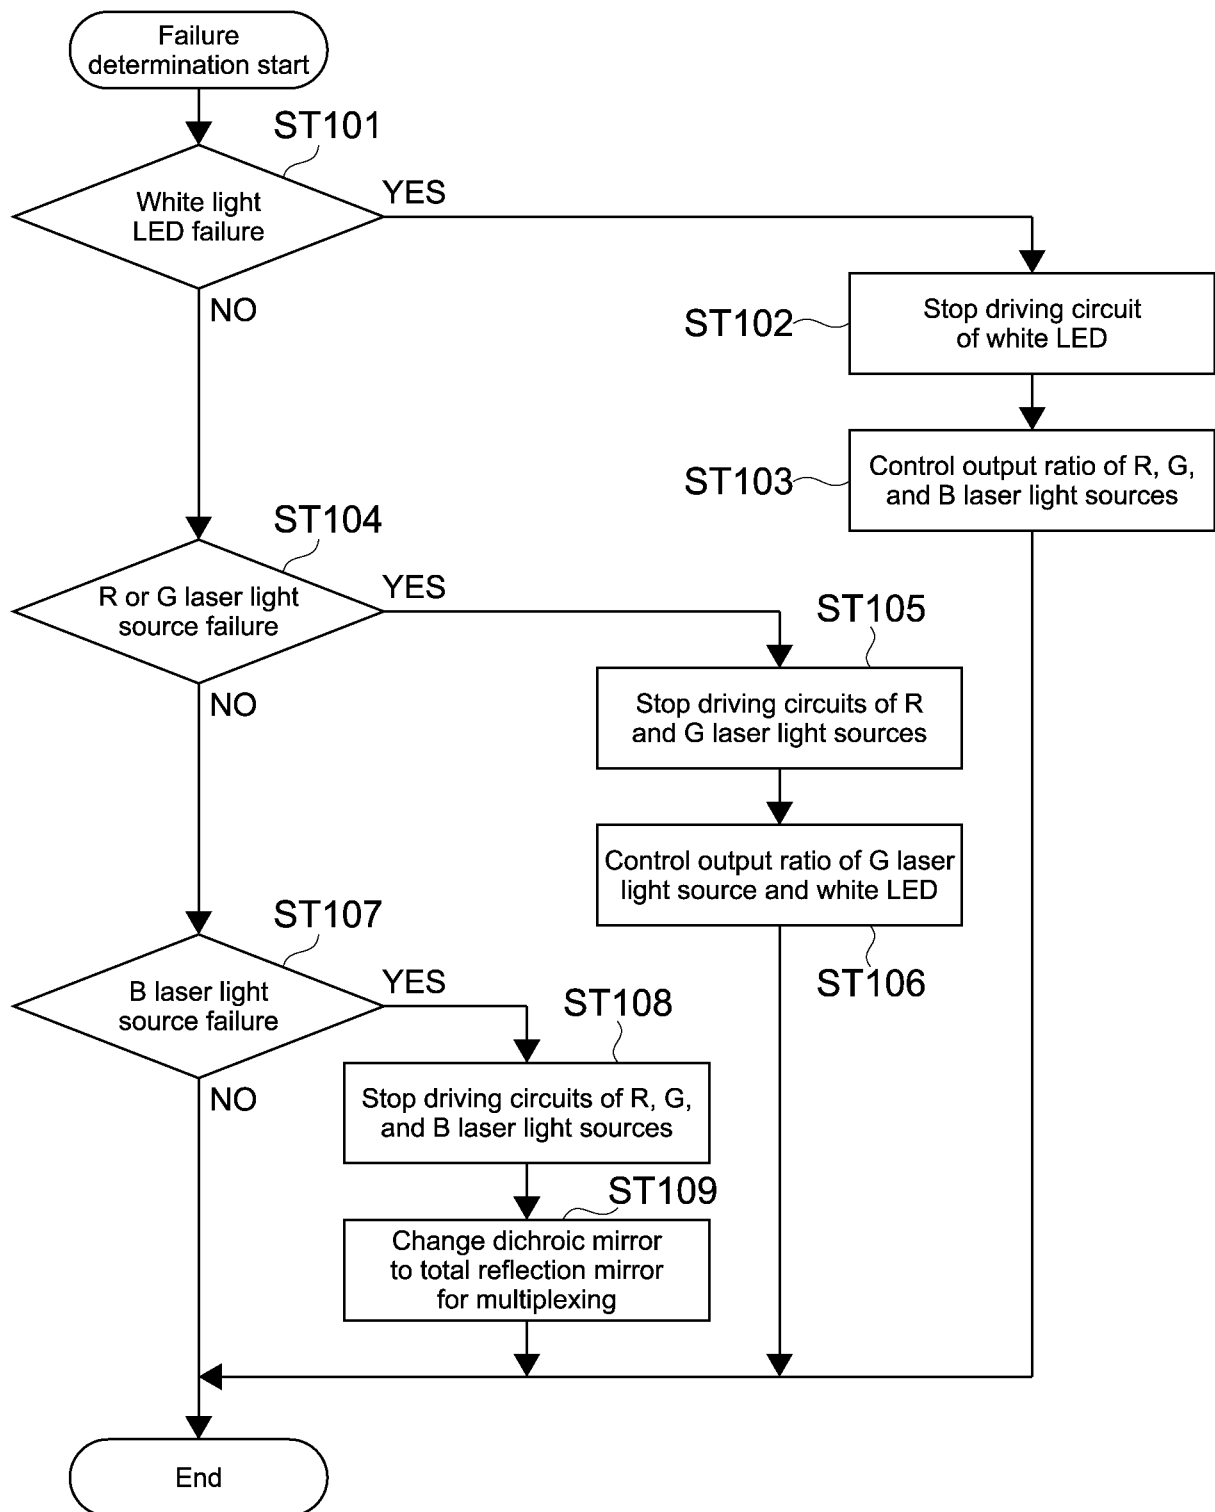 Failure
determination start
ST101
White light
LED failure
YES
NO
ST102
Stop driving circuit
of white LED
ST103
Control output ratio of R, G,
and B laser light sources
ST104
R or G laser light
source failure
YES
NO
ST105
Stop driving circuits of R
and G laser light sources
Control output ratio of G laser
light source and white LED
ST106
ST107
B laser light
source failure
YES
NO
ST108
Stop driving circuits of R, G,
and B laser light sources
ST109
Change dichroic mirror
to total reflection mirror
for multiplexing
End